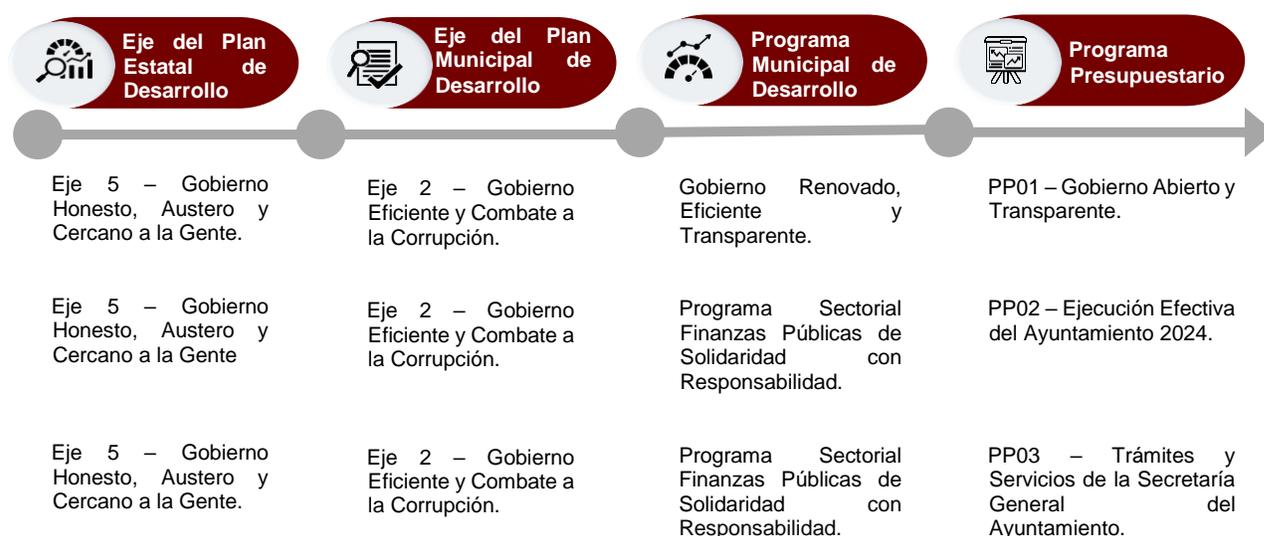 Eje del Plan
Estatal de
Desarrollo
Eje del Plan
Municipal de
Desarrollo
Programa
Municipal de
Desarrollo
Programa
Presupuestario
Eje 5 – Gobierno
Honesto, Austero y
Cercano a la Gente.
Eje 2 – Gobierno
Eficiente y Combate a
la Corrupción.
Gobierno Renovado,
Eficiente y
Transparente.
PP01 – Gobierno Abierto y
Transparente.
Eje 5 – Gobierno
Honesto, Austero y
Cercano a la Gente
Eje 2 – Gobierno
Eficiente y Combate a
la Corrupción.
Programa Sectorial
Finanzas Públicas de
Solidaridad con
Responsabilidad.
PP02 – Ejecución Efectiva
del Ayuntamiento 2024.
Eje 5 – Gobierno
Honesto, Austero y
Cercano a la Gente.
Eje 2 – Gobierno
Eficiente y Combate a
la Corrupción.
Programa Sectorial
Finanzas Públicas de
Solidaridad con
Responsabilidad.
PP03 – Trámites y
Servicios de la Secretaría
General del
Ayuntamiento.